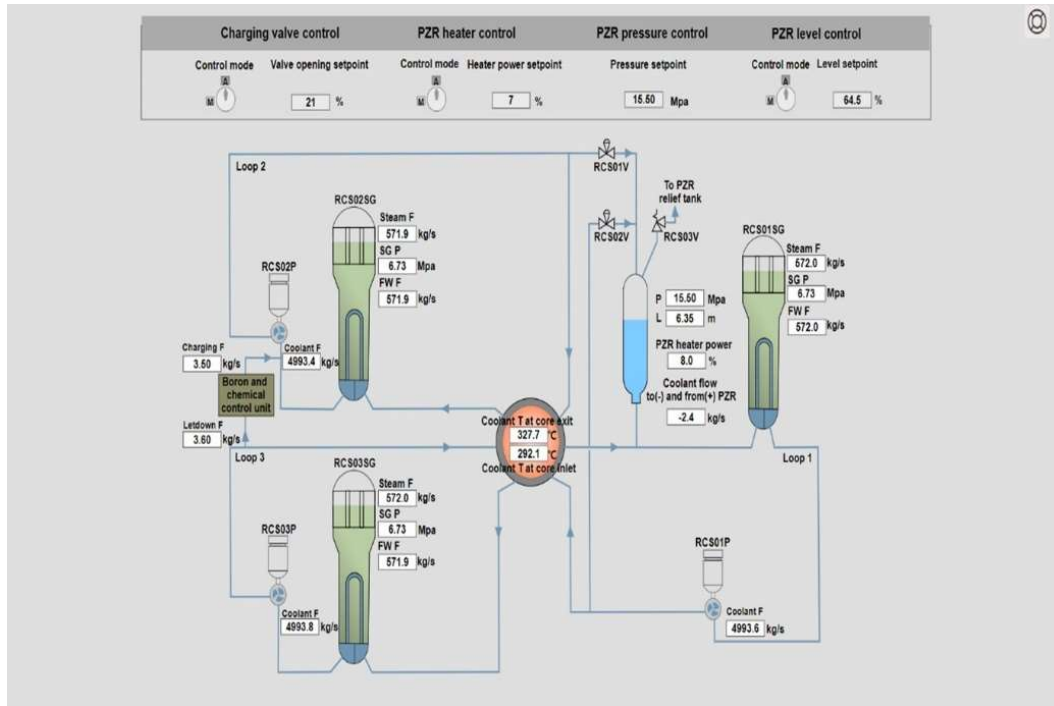 Charging valve control
PZR heater control
PZR pressure control
PZR level control
Control mode
Valve opening setpoint
Control mode
Heater power setpoint
Pressure setpoint
Control mode
Level setpoint
A
M
21 %
A
M
7 %
15.50 Mpa
A
M
64.5 %
Loop 2
RCS01V
To PZR
relief tank
RCS02SG
Steam F
571.9 kg/s
SG P
6.73 Mpa
FW F
571.9 kg/s
RCS02V
RCS03V
RCS01SG
Steam F
572.0 kg/s
SG P
6.73 Mpa
FW F
572.0 kg/s
RCS02P
P 15.50 Mpa
L 6.35 m
PZR heater power
8.0 %
Coolant flow
to(-) and from(+) PZR
-2.4 kg/s
Charging F
3.50 kg/s
Coolant F
4993.4 kg/s
Boron and
chemical
control unit
Letdown F
3.60 kg/s
Coolant T at core exit
327.7 °C
292.1 °C
Coolant T at core inlet
Loop 3
Loop 1
RCS03SG
Steam F
572.0 kg/s
SG P
6.73 Mpa
FW F
571.9 kg/s
RCS03P
Coolant F
4993.8 kg/s
RCS01P
Coolant F
4993.6 kg/s